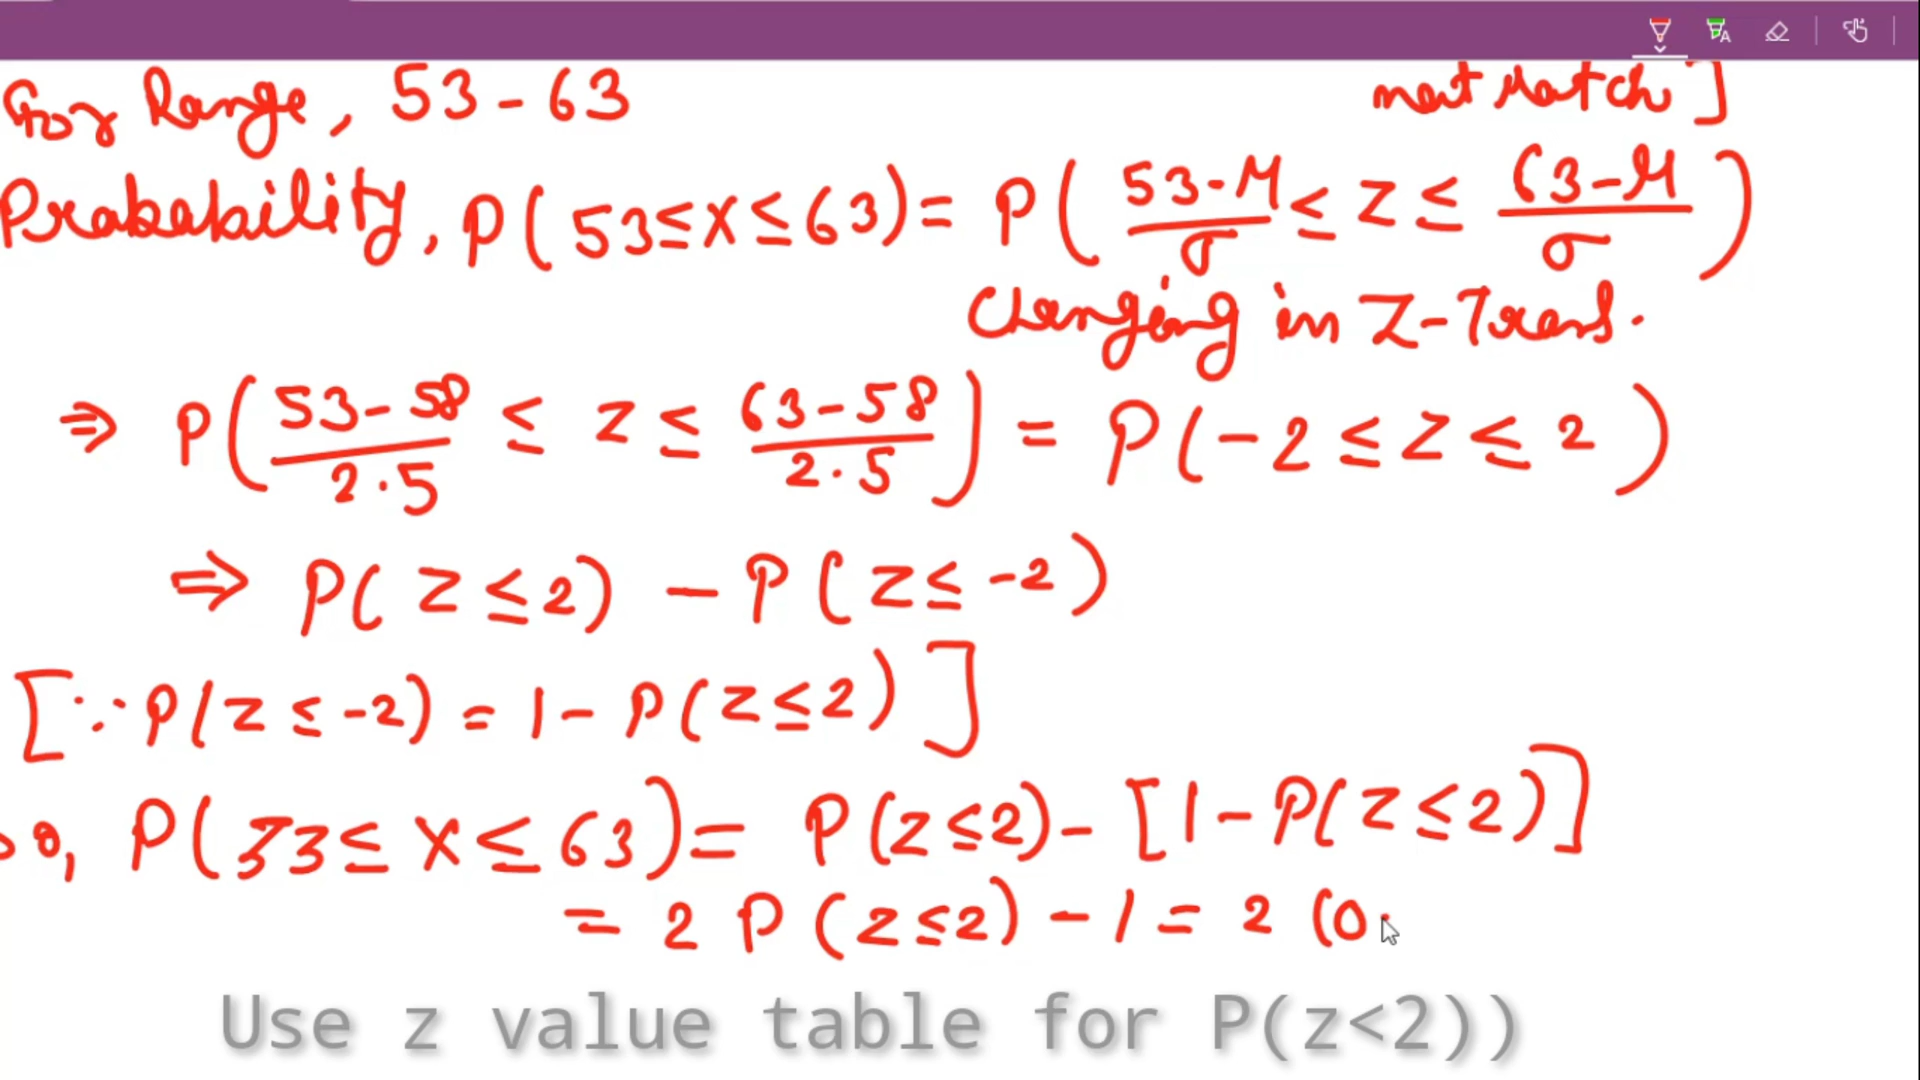 For Range, 53-63
not Match]
Probability, P(53≤X≤63) = P((53-μ)/σ ≤ Z ≤ (63-μ)/σ)
Changing in Z-Trans.
⇒ P((53-58)/2.5 ≤ Z ≤ (63-58)/2.5) = P(-2 ≤ Z ≤ 2)
⇒ P(Z≤2) - P(Z≤-2)
[∵ P(Z≤-2) = 1 - P(Z≤2)]
So, P(53≤X≤63) = P(Z≤2) - [1-P(Z≤2)]
= 2 P(Z≤2) - 1 = 2 (0.
Use z value table for P(z<2))